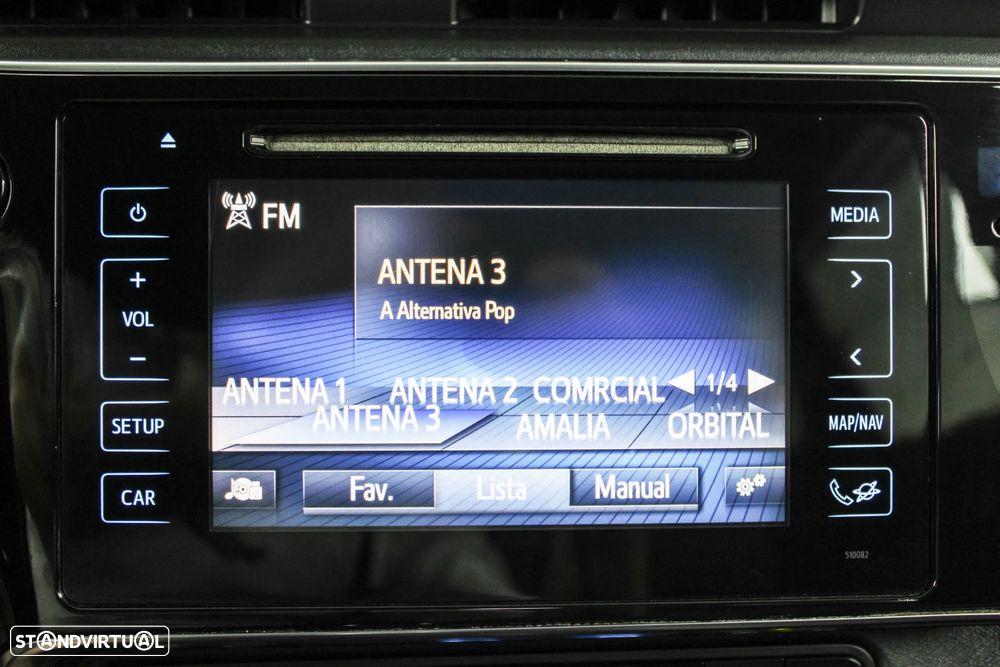 FM
ANTENA 3
A Alternativa Pop
ANTENA 1 ANTENA 2 COMRCIAL 1/4
ANTENA 3 AMALIA ORBITAL
Fav. Lista Manual
VOL
SETUP
CAR
MEDIA
MAP/NAV
510082
STANDVIRTUAL